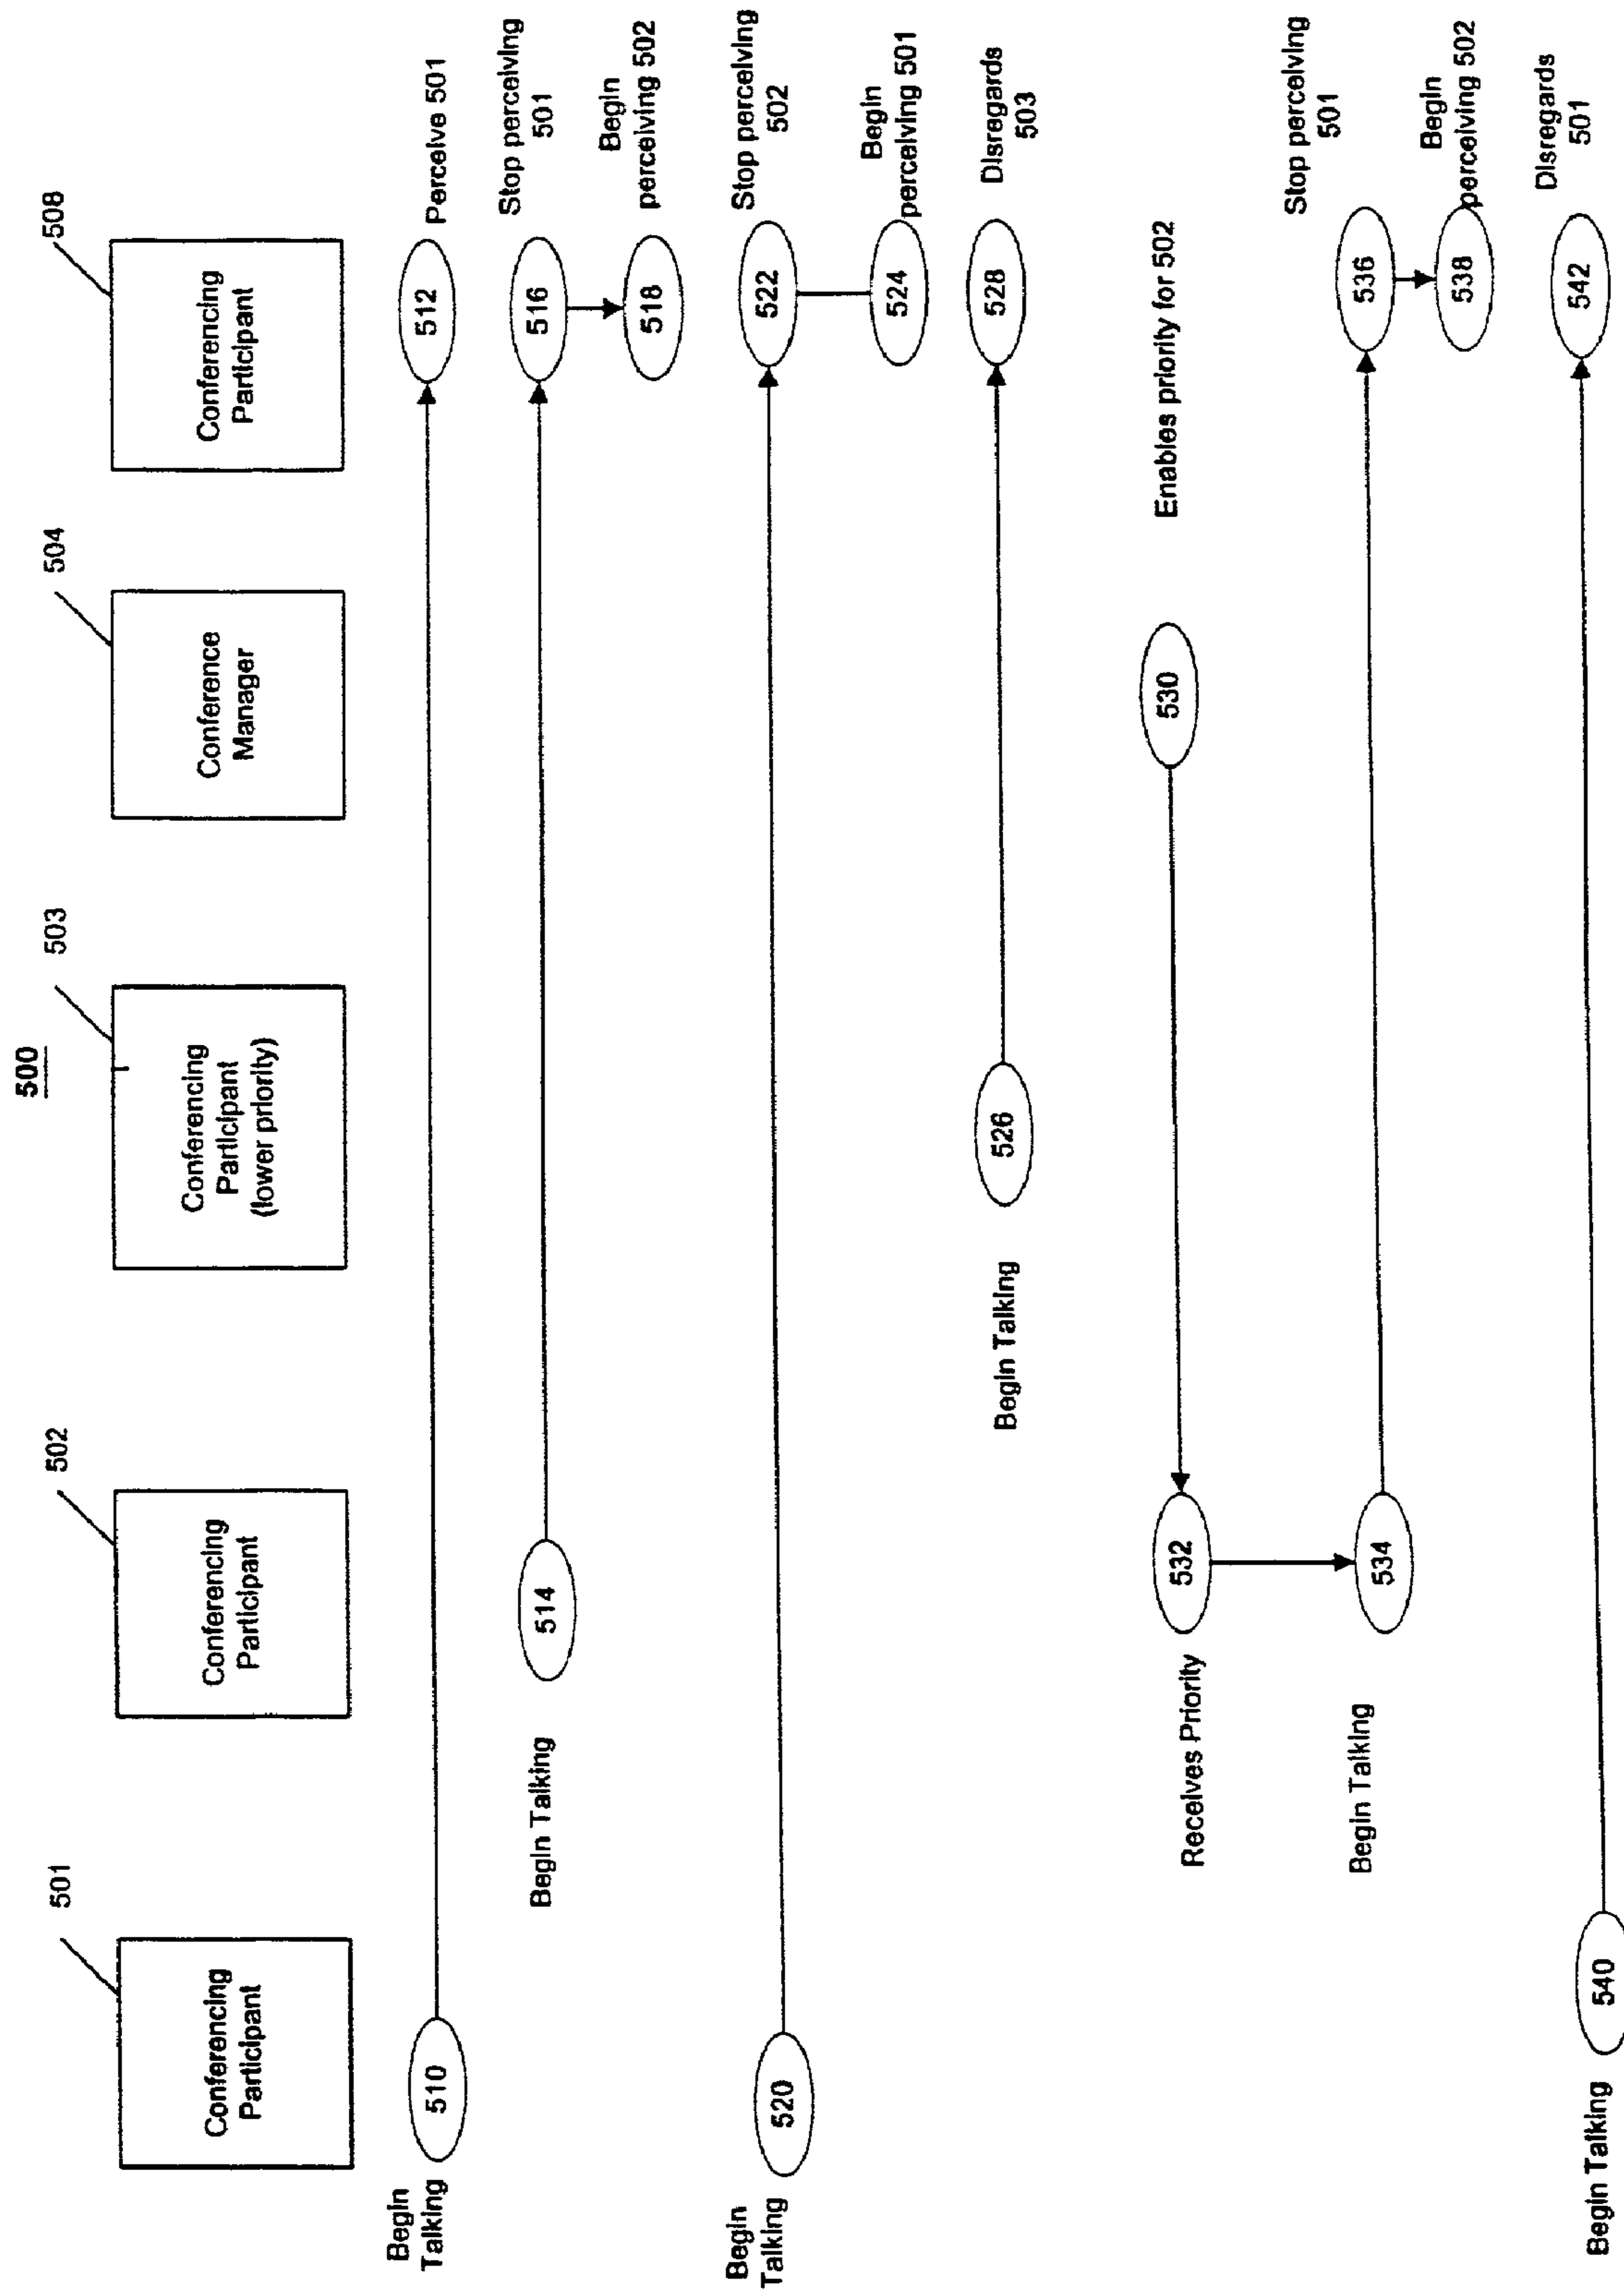 500
501
502
503
504
508
Conferencing
Participant
Conferencing
Participant
Conferencing
Participant
(lower priority)
Conference
Manager
Conferencing
Participant
Begin
Talking
510
512
Perceive 501
Begin Talking
514
516
Stop perceiving
501
518
Begin
perceiving 502
Begin
Talking
520
522
Stop perceiving
502
524
Begin
perceiving 501
Begin Talking
526
528
Disregards
503
Receives Priority
532
530
Enables priority for 502
Begin Talking
534
536
Stop perceiving
501
538
Begin
perceiving 502
Begin Talking
540
542
Disregards
501